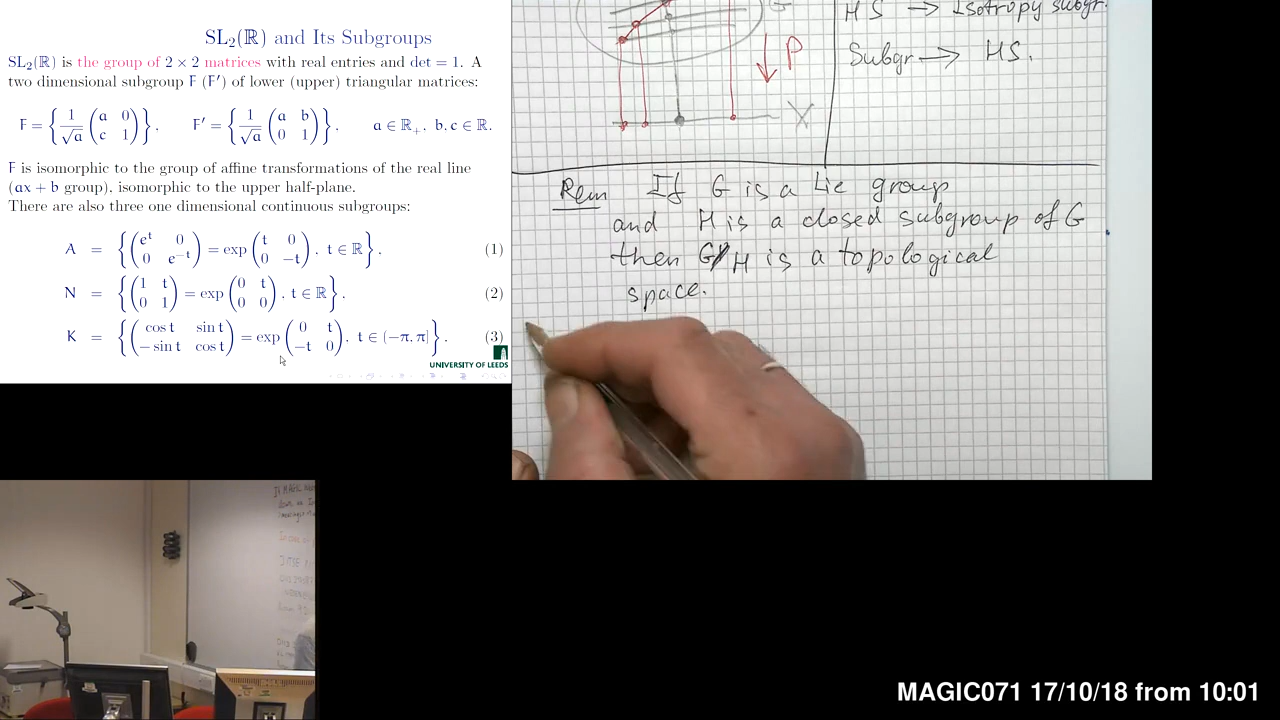 SL₂(ℝ) and Its Subgroups
SL₂(ℝ) is the group of 2 × 2 matrices with real entries and det = 1. A
two dimensional subgroup F (F′) of lower (upper) triangular matrices:
F = { 1/√a ( a 0 ; c 1 ) }, F′ = { 1/√a ( a b ; 0 1 ) }, a ∈ ℝ₊, b, c ∈ ℝ.
F is isomorphic to the group of affine transformations of the real line
(ax + b group), isomorphic to the upper half-plane.
There are also three one dimensional continuous subgroups:
A = { ( eᵗ 0 ; 0 e⁻ᵗ ) = exp ( t 0 ; 0 −t ), t ∈ ℝ }, (1)
N = { ( 1 t ; 0 1 ) = exp ( 0 t ; 0 0 ), t ∈ ℝ }, (2)
K = { ( cos t sin t ; − sin t cos t ) = exp ( 0 t ; −t 0 ), t ∈ (−π, π] }. (3)
UNIVERSITY OF LEEDS
G
P
X
HS → Isotropy subgr.
Subgr → HS.
Rem If G is a Lie group
and H is a closed subgroup of G
then G/H is a topological
space.
MAGIC071 17/10/18 from 10:01